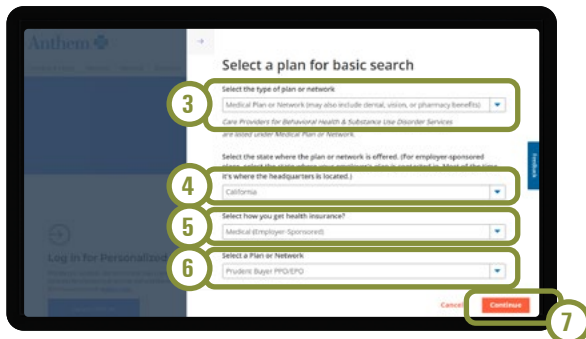 Anthem
Select a plan for basic search
Select the type of plan or network
3
Medical Plan or Network (may also include dental, vision, or pharmacy benefits)
Care Providers for Behavioral Health & Substance Use Disorder Services
are listed under Medical Plan or Network.
Select the state where the plan or network is offered. (For employer-sponsored
it's where the headquarters is located.)
4
California
Select how you get health insurance?
5
Medical (Employer-Sponsored)
Select a Plan or Network
6
Prudent Buyer PPO/EPO
Log in for Personalized
Cancel
Continue
7
Feedback